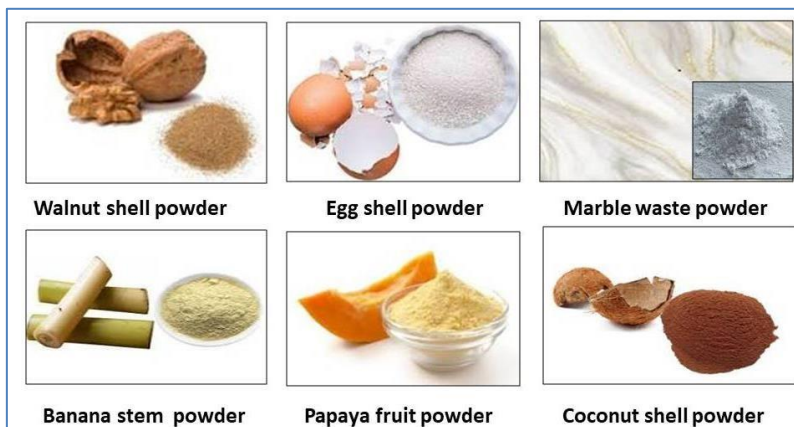 Walnut shell powder
Egg shell powder
Marble waste powder
Banana stem  powder
Papaya fruit powder
Coconut shell powder